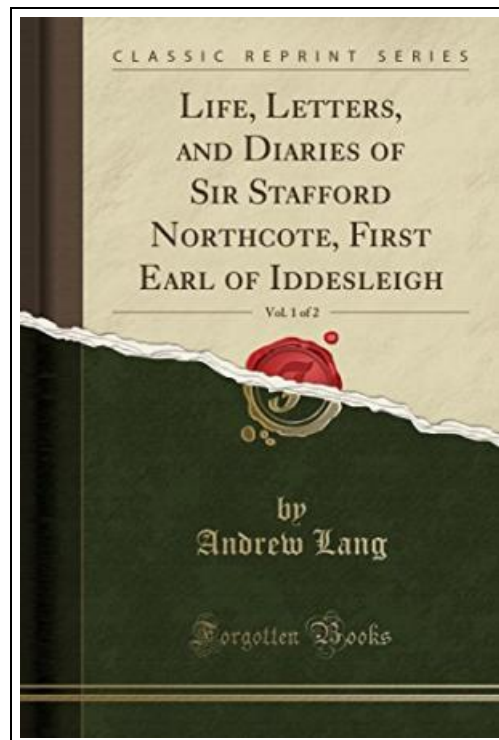 CLASSIC REPRINT SERIES
LIFE, LETTERS,
AND DIARIES OF
SIR STAFFORD
NORTHCOTE, FIRST
EARL OF IDDESLEIGH
Vol. 1 of 2
by
Andrew Lang
Forgotten Books